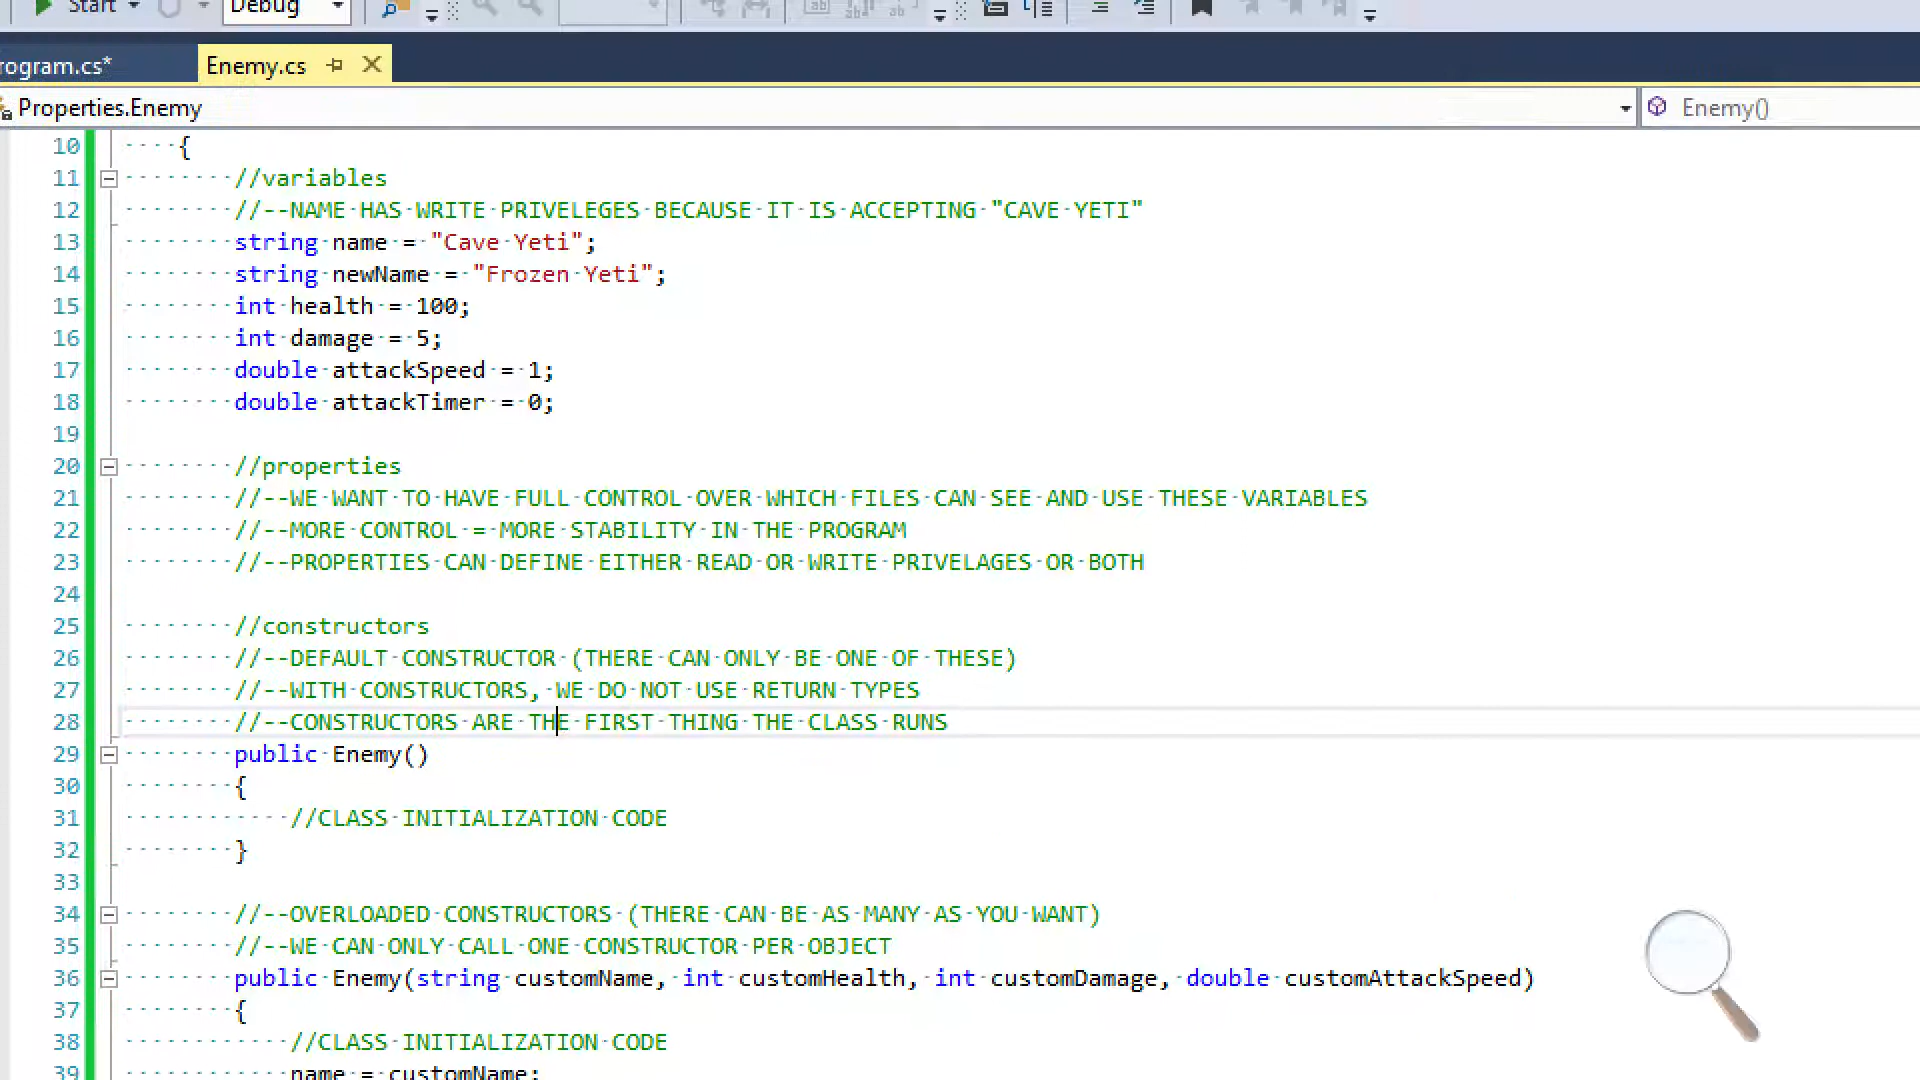 Start Debug
rogram.cs* Enemy.cs
Properties.Enemy Enemy()
10 {
11 //variables
12 //--NAME HAS WRITE PRIVELEGES BECAUSE IT IS ACCEPTING "CAVE YETI"
13 string name = "Cave Yeti";
14 string newName = "Frozen Yeti";
15 int health = 100;
16 int damage = 5;
17 double attackSpeed = 1;
18 double attackTimer = 0;
19
20 //properties
21 //--WE WANT TO HAVE FULL CONTROL OVER WHICH FILES CAN SEE AND USE THESE VARIABLES
22 //--MORE CONTROL = MORE STABILITY IN THE PROGRAM
23 //--PROPERTIES CAN DEFINE EITHER READ OR WRITE PRIVELAGES OR BOTH
24
25 //constructors
26 //--DEFAULT CONSTRUCTOR (THERE CAN ONLY BE ONE OF THESE)
27 //--WITH CONSTRUCTORS, WE DO NOT USE RETURN TYPES
28 //--CONSTRUCTORS ARE THE FIRST THING THE CLASS RUNS
29 public Enemy()
30 {
31 //CLASS INITIALIZATION CODE
32 }
33
34 //--OVERLOADED CONSTRUCTORS (THERE CAN BE AS MANY AS YOU WANT)
35 //--WE CAN ONLY CALL ONE CONSTRUCTOR PER OBJECT
36 public Enemy(string customName, int customHealth, int customDamage, double customAttackSpeed)
37 {
38 //CLASS INITIALIZATION CODE
39 name = customName;